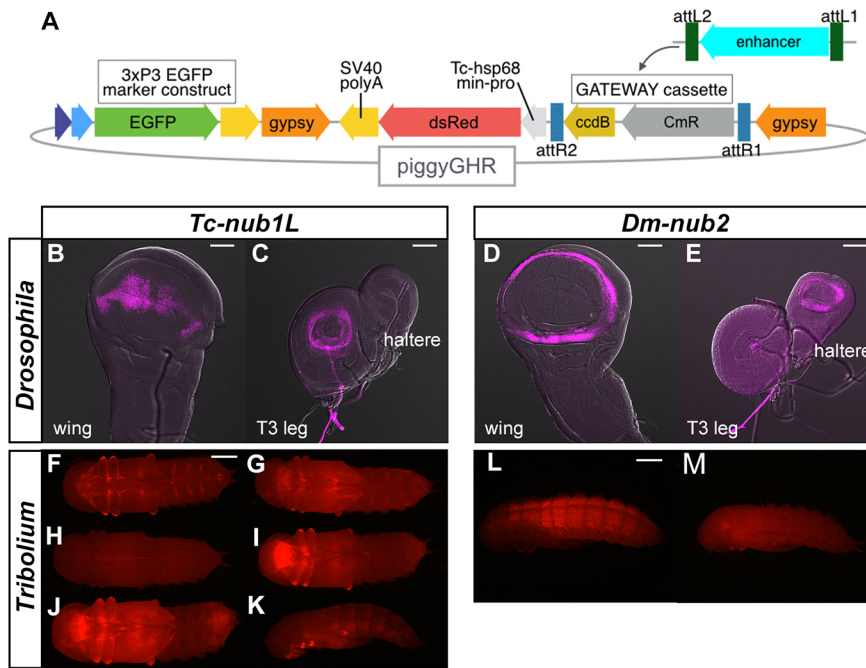 A
attL2
attL1
enhancer
3xP3 EGFP
marker construct
SV40
polyA
Tc-hsp68
min-pro
GATEWAY cassette
EGFP
gypsy
dsRed
ccdB
CmR
gypsy
attR2
attR1
piggyGHR
Tc-nub1L
Dm-nub2
Drosophila
B
wing
C
haltere
T3 leg
D
wing
E
haltere
T3 leg
Tribolium
F
G
H
I
J
K
L
M